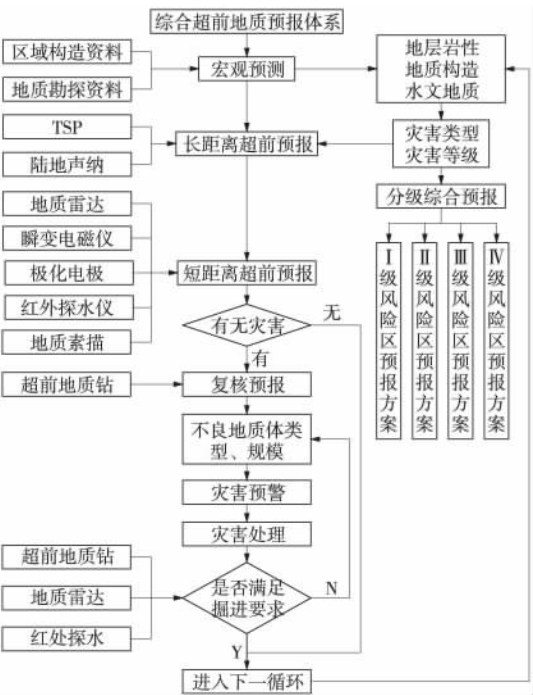 综合超前地质预报体系
区域构造资料
地质勘探资料
宏观预测
地层岩性
地质构造
水文地质
TSP
陆地声纳
长距离超前预报
灾害类型
灾害等级
分级综合预报
Ⅰ级风险区预报方案
Ⅱ级风险区预报方案
Ⅲ级风险区预报方案
Ⅳ级风险区预报方案
地质雷达
瞬变电磁仪
极化电极
红外探水仪
地质素描
短距离超前预报
有无灾害
无
有
超前地质钻
复核预报
不良地质体类
型、规模
灾害预警
灾害处理
超前地质钻
地质雷达
红处探水
是否满足
掘进要求
N
Y
进入下一循环